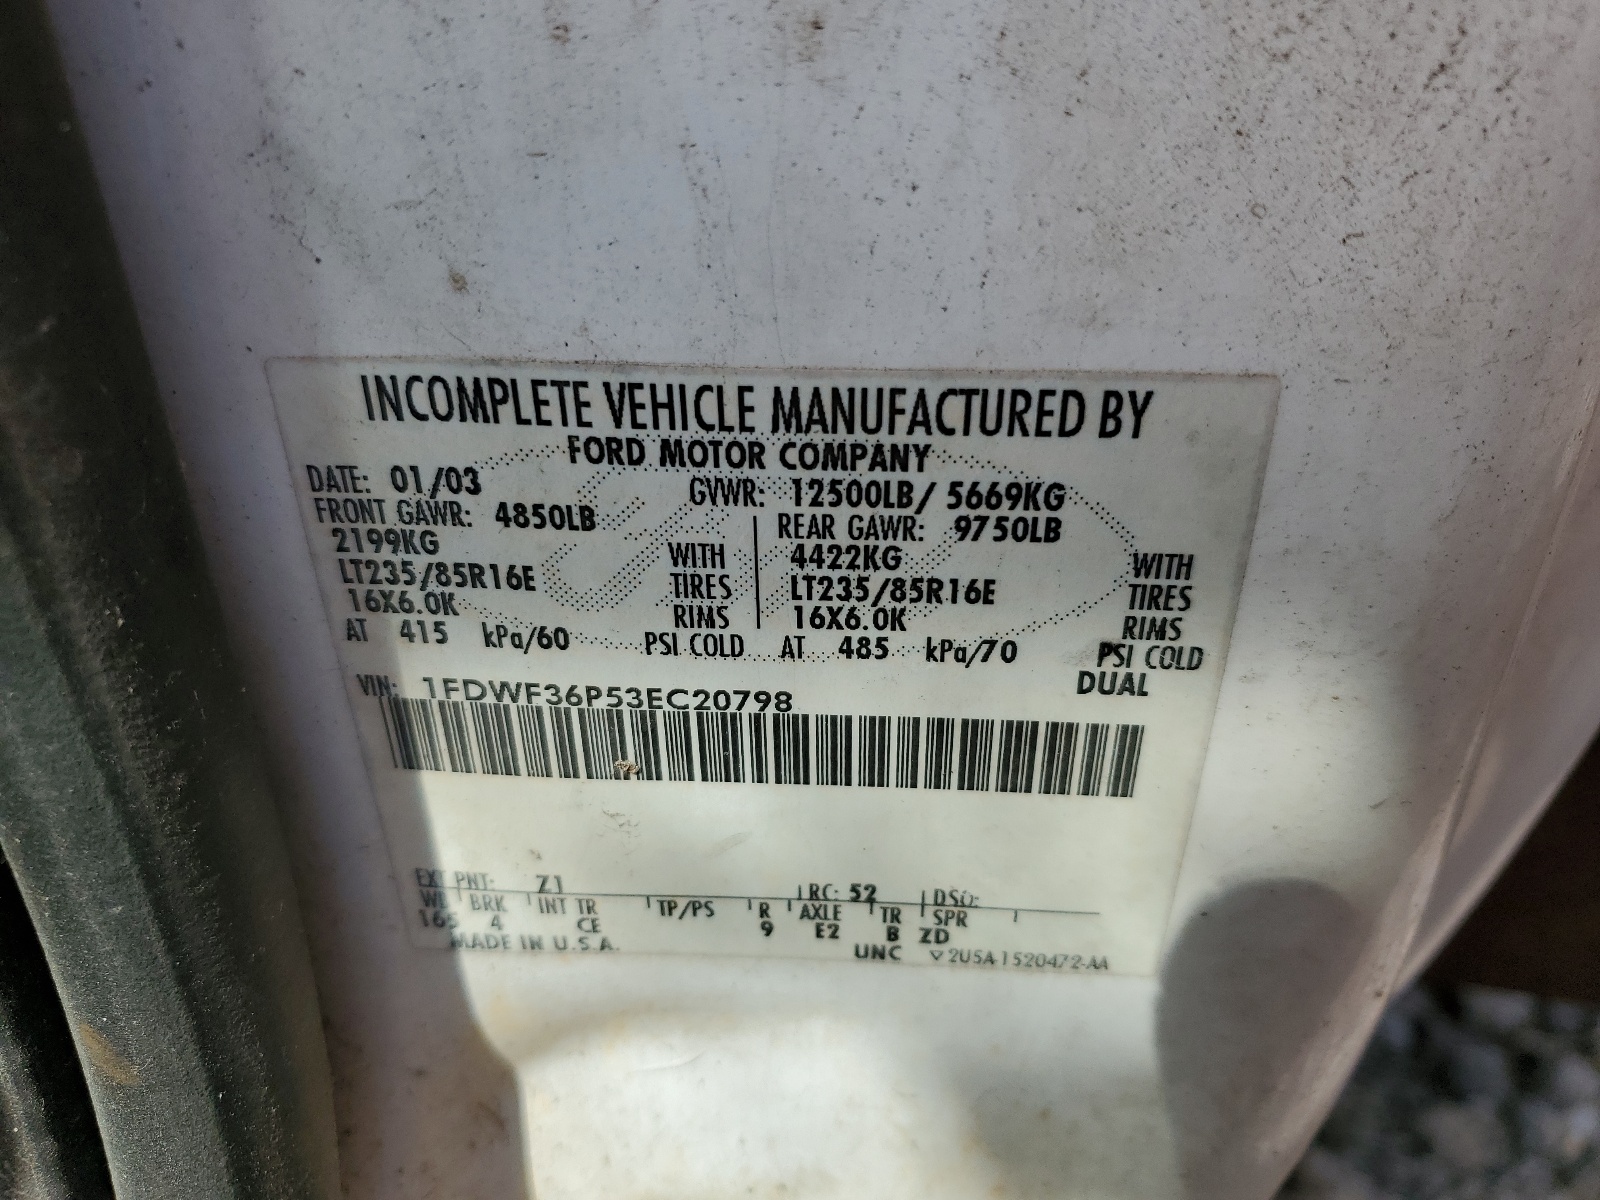 INCOMPLETE VEHICLE MANUFACTURED BY
FORD MOTOR COMPANY
DATE: 01/03 GVWR: 12500LB/ 5669KG
FRONT GAWR: 4850LB REAR GAWR: 9750LB
2199KG WITH 4422KG WITH
LT235/85R16E TIRES LT235/85R16E TIRES
16X6.0K RIMS 16X6.0K RIMS
AT 415 kPa/60 PSI COLD AT 485 kPa/70 PSI COLD
DUAL
VIN: 1FDWF36P53EC20798
EXT PNT: Z1 RC: 52 DSO:
WB BRK INT TR TP/PS R AXLE TR SPR
165 4 CE 9 E2 B ZD
MADE IN U.S.A. UNC 2U5A-1520472-AA